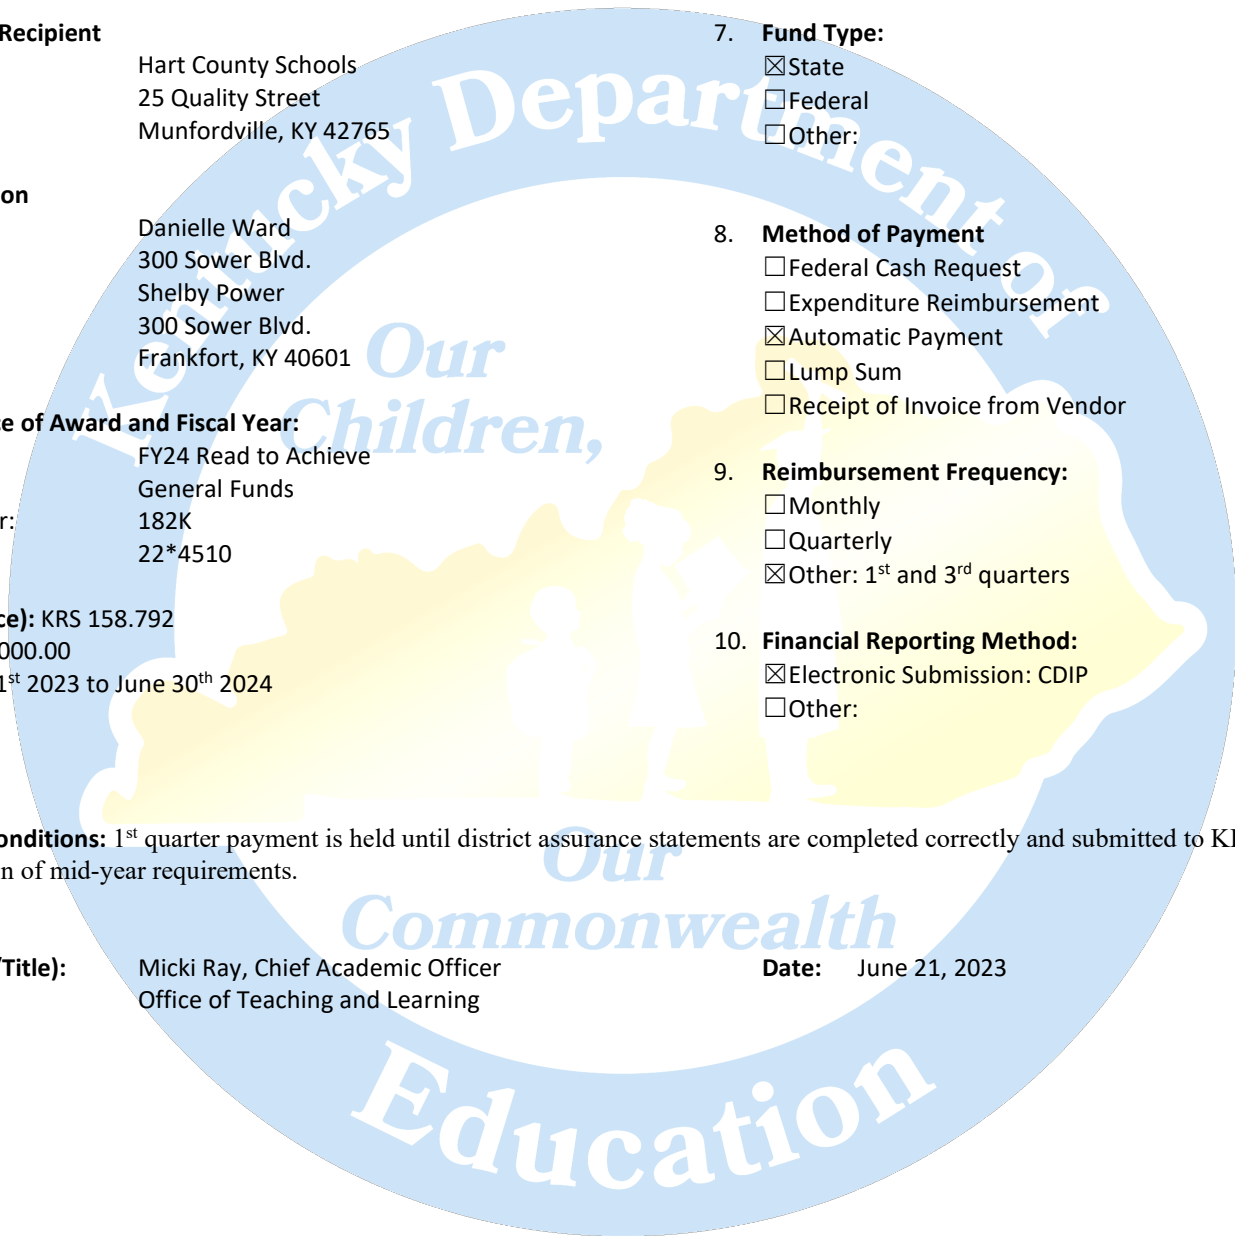 Recipient
Hart County Schools
25 Quality Street
Munfordville, KY 42765
on
Danielle Ward
300 Sower Blvd.
Shelby Power
300 Sower Blvd.
Frankfort, KY 40601
ce of Award and Fiscal Year:
FY24 Read to Achieve
General Funds
r: 182K
22*4510
ce): KRS 158.792
000.00
1st 2023 to June 30th 2024
7. Fund Type:
☒State
☐Federal
☐Other:
8. Method of Payment
☐Federal Cash Request
☐Expenditure Reimbursement
☒Automatic Payment
☐Lump Sum
☐Receipt of Invoice from Vendor
9. Reimbursement Frequency:
☐Monthly
☐Quarterly
☒Other: 1st and 3rd quarters
10. Financial Reporting Method:
☒Electronic Submission: CDIP
☐Other:
onditions: 1st quarter payment is held until district assurance statements are completed correctly and submitted to K
n of mid-year requirements.
/Title): Micki Ray, Chief Academic Officer
Office of Teaching and Learning
Date: June 21, 2023
Kentucky Department of
Education
Our
Children,
Our
Commonwealth